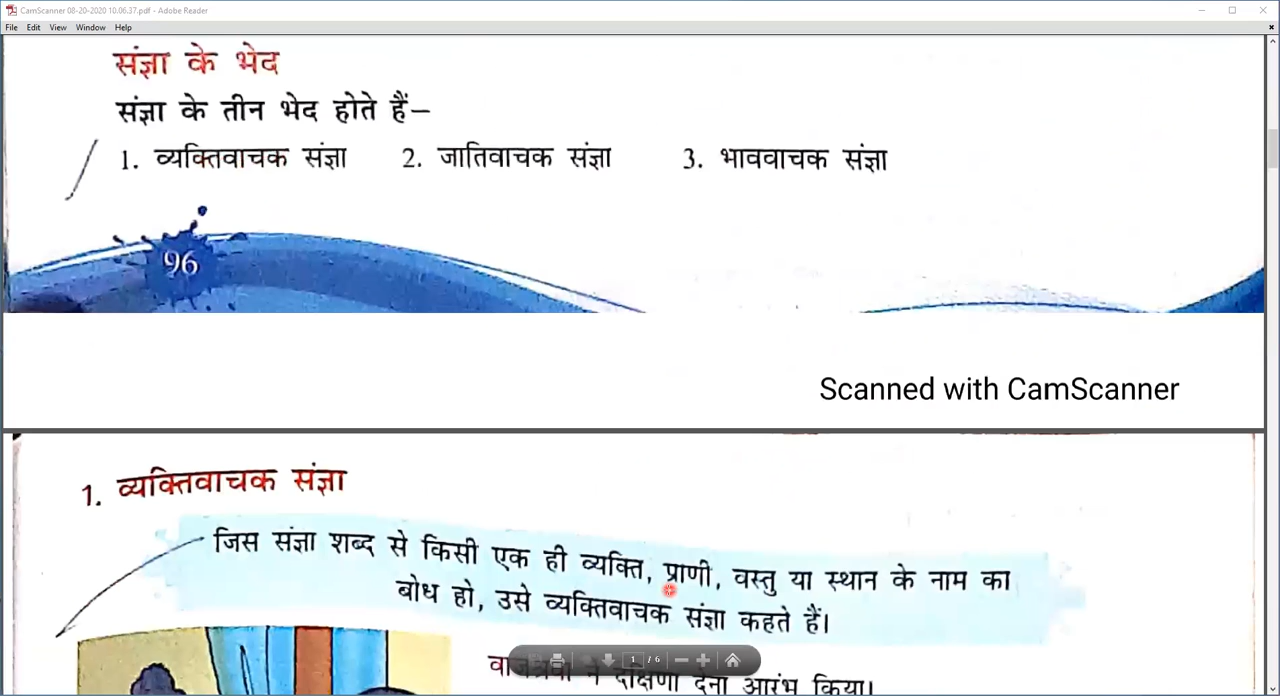 CamScanner 08-20-2020 10.06.37.pdf - Adobe Reader
File Edit View Window Help
संज्ञा के भेद
संज्ञा के तीन भेद होते हैं–
1. व्यक्तिवाचक संज्ञा 2. जातिवाचक संज्ञा 3. भाववाचक संज्ञा
96
Scanned with CamScanner
1. व्यक्तिवाचक संज्ञा
जिस संज्ञा शब्द से किसी एक ही व्यक्ति, प्राणी, वस्तु या स्थान के नाम का
बोध हो, उसे व्यक्तिवाचक संज्ञा कहते हैं।
1 / 6
ने दक्षिणा देना आरंभ किया।